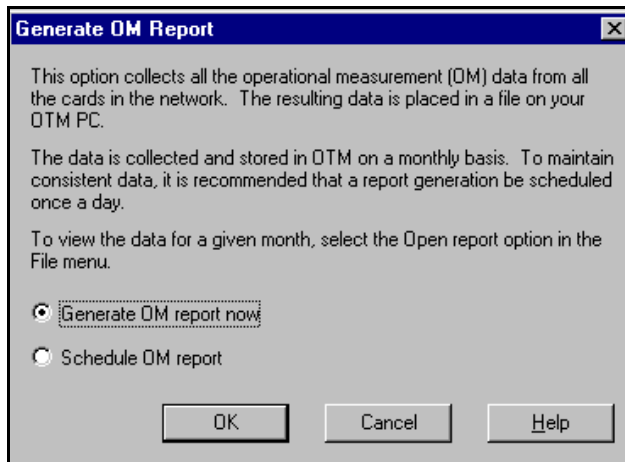 Generate OM Report
This option collects all the operational measurement (OM) data from all
the cards in the network.  The resulting data is placed in a file on your
OTM PC.
The data is collected and stored in OTM on a monthly basis.  To maintain
consistent data, it is recommended that a report generation be scheduled
once a day.
To view the data for a given month, select the Open report option in the
File menu.
Generate OM report now
Schedule OM report
OK Cancel Help